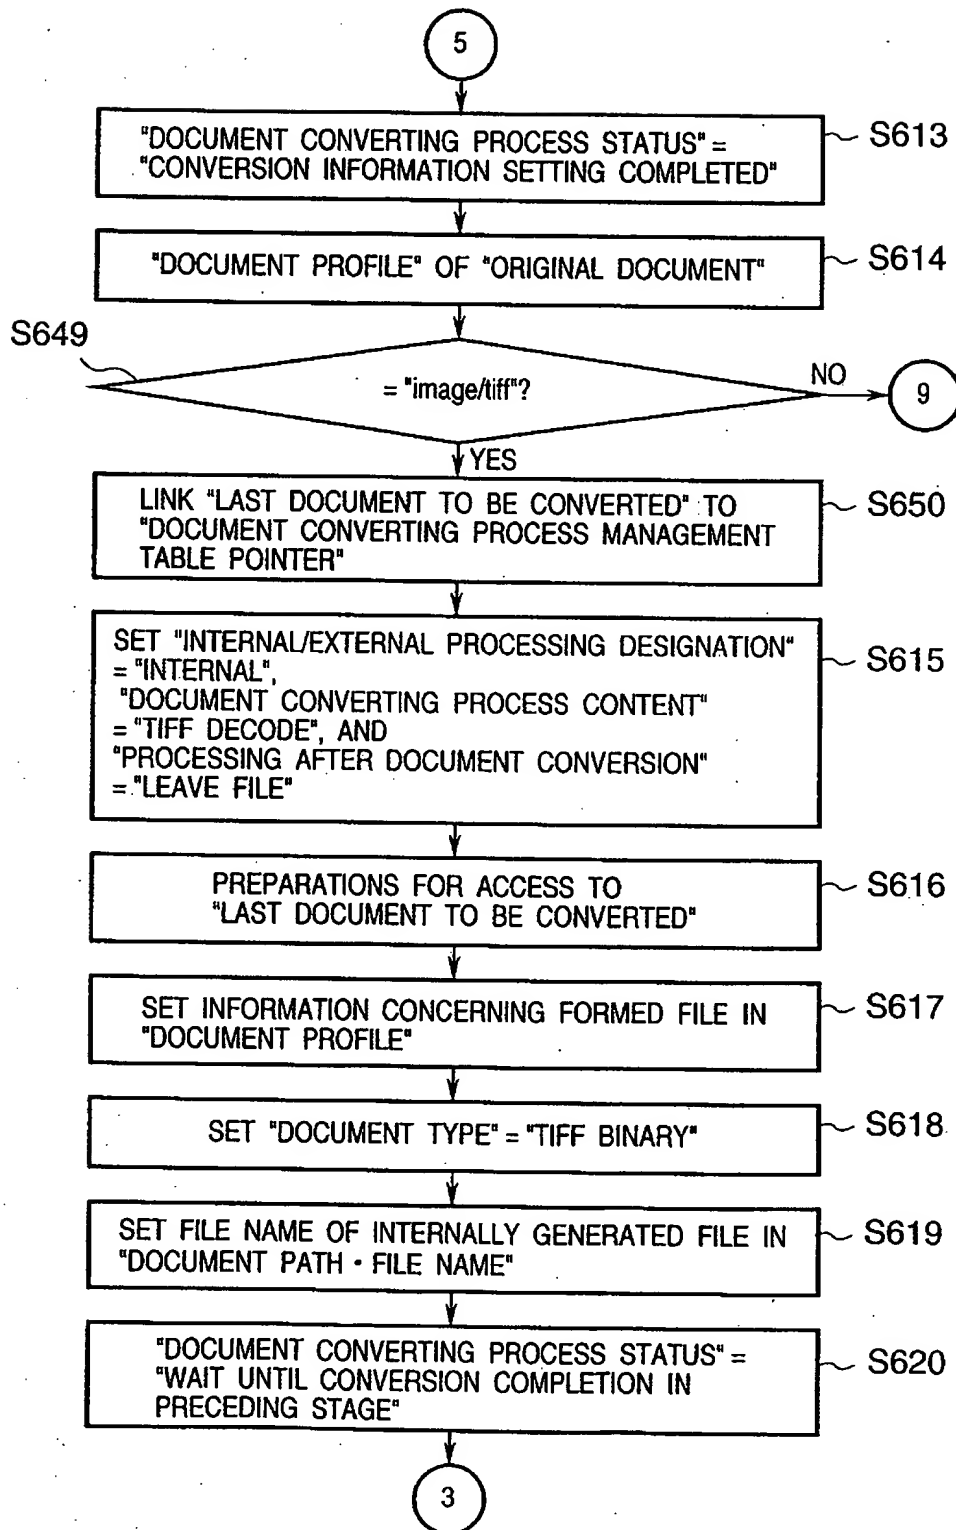 5
"DOCUMENT CONVERTING PROCESS STATUS" =
"CONVERSION INFORMATION SETTING COMPLETED"
S613
"DOCUMENT PROFILE" OF "ORIGINAL DOCUMENT"
S614
S649
= "image/tiff"?
NO
9
YES
LINK "LAST DOCUMENT TO BE CONVERTED" TO
"DOCUMENT CONVERTING PROCESS MANAGEMENT
TABLE POINTER"
S650
SET "INTERNAL/EXTERNAL PROCESSING DESIGNATION"
= "INTERNAL",
"DOCUMENT CONVERTING PROCESS CONTENT"
= "TIFF DECODE", AND
"PROCESSING AFTER DOCUMENT CONVERSION"
= "LEAVE FILE"
S615
PREPARATIONS FOR ACCESS TO
"LAST DOCUMENT TO BE CONVERTED"
S616
SET INFORMATION CONCERNING FORMED FILE IN
"DOCUMENT PROFILE"
S617
SET "DOCUMENT TYPE" = "TIFF BINARY"
S618
SET FILE NAME OF INTERNALLY GENERATED FILE IN
"DOCUMENT PATH・FILE NAME"
S619
"DOCUMENT CONVERTING PROCESS STATUS" =
"WAIT UNTIL CONVERSION COMPLETION IN
PRECEDING STAGE"
S620
3